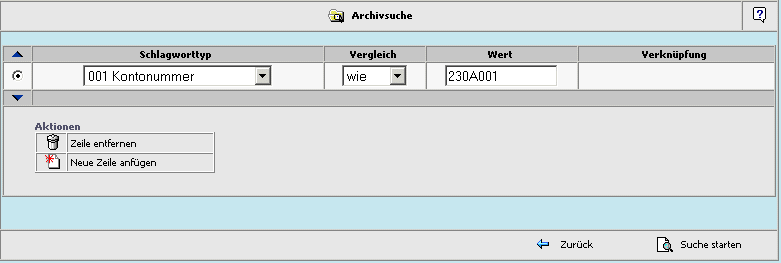 Archivsuche
?
Schlagworttyp Vergleich Wert Verknüpfung
001 Kontonummer wie 230A001
Aktionen
Zeile entfernen
Neue Zeile anfügen
Zurück Suche starten